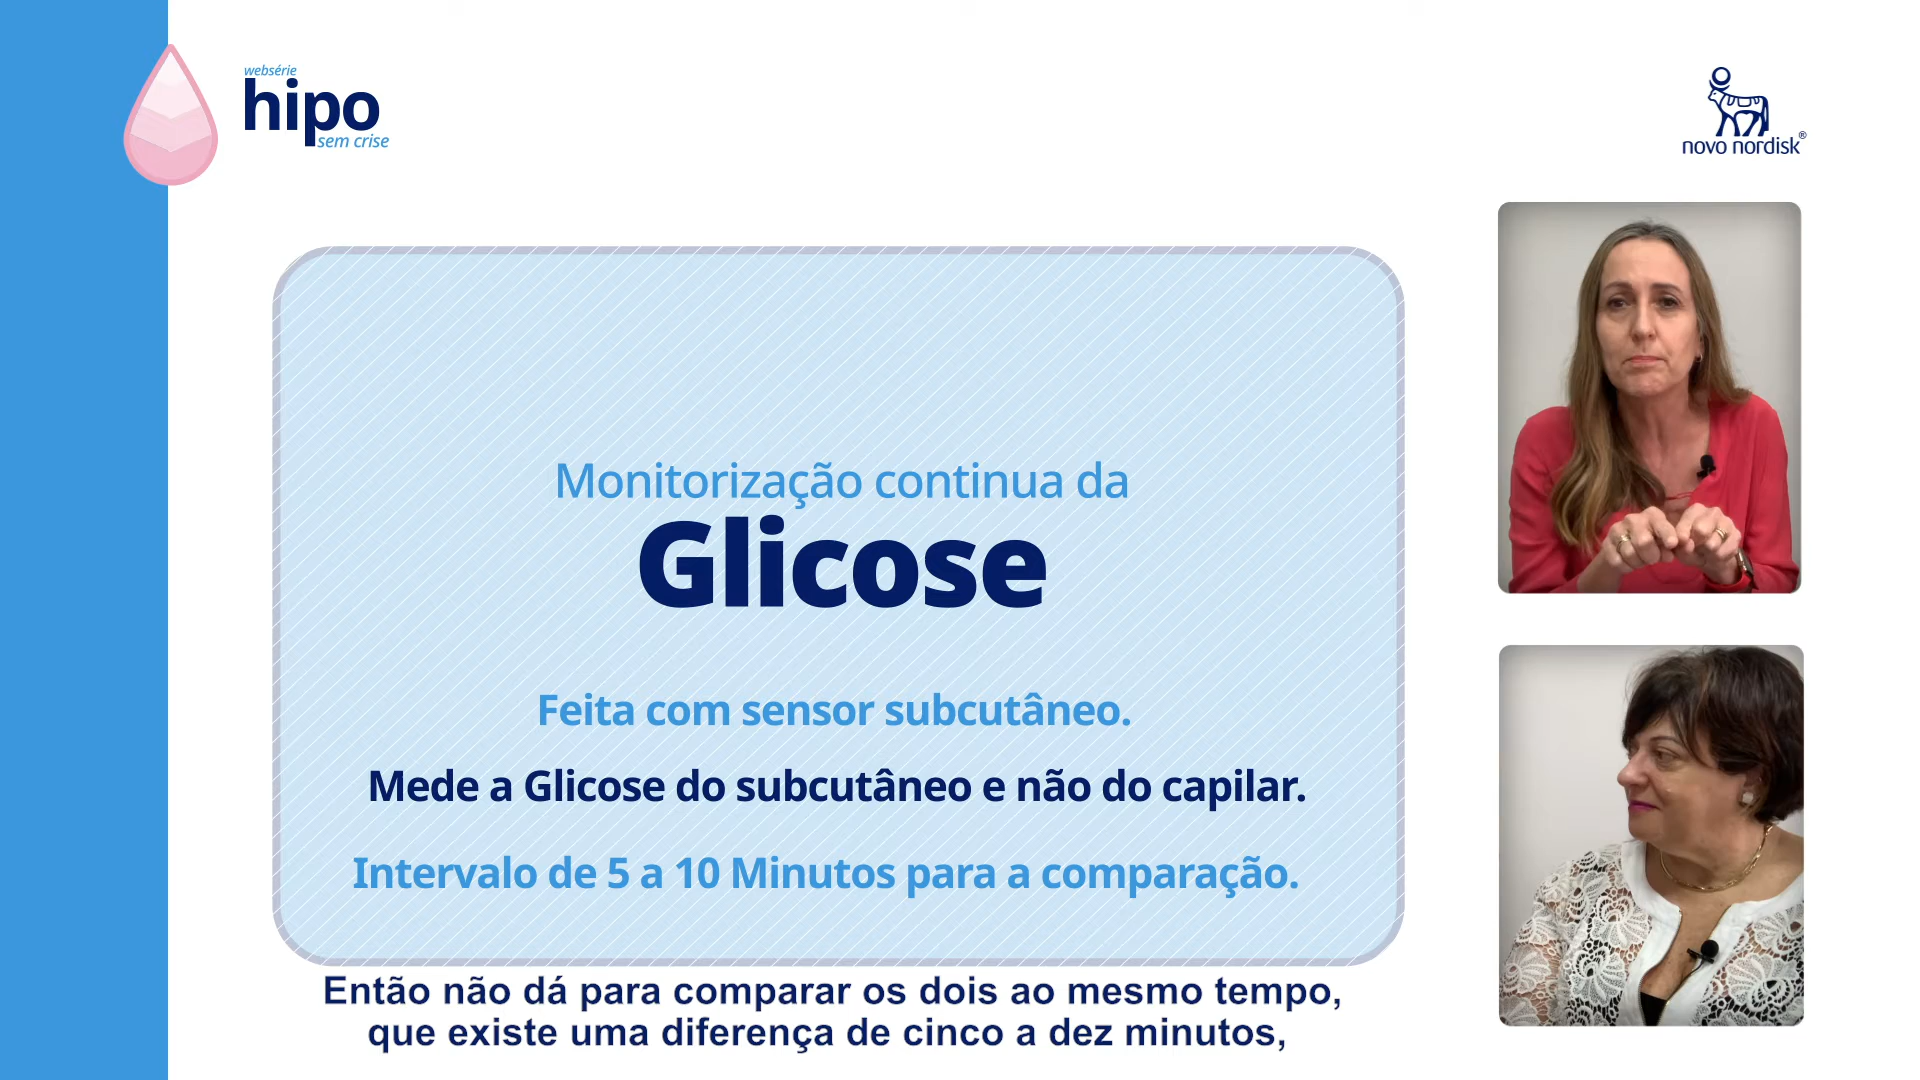 websérie
hipo
sem crise
novo nordisk®
Monitorização continua da
Glicose
Feita com sensor subcutâneo.
Mede a Glicose do subcutâneo e não do capilar.
Intervalo de 5 a 10 Minutos para a comparação.
Então não dá para comparar os dois ao mesmo tempo,
que existe uma diferença de cinco a dez minutos,